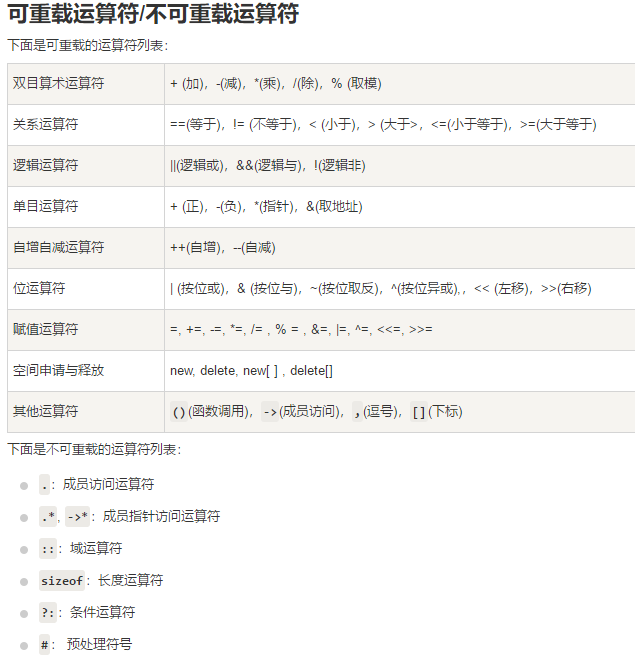 可重载运算符/不可重载运算符
下面是可重载的运算符列表：
双目算术运算符 + (加)，-(减)，*(乘)，/(除)，% (取模)
关系运算符 ==(等于)，!= (不等于)，< (小于)，> (大于>，<=(小于等于)，>=(大于等于)
逻辑运算符 ||(逻辑或)，&&(逻辑与)，!(逻辑非)
单目运算符 + (正)，-(负)，*(指针)，&(取地址)
自增自减运算符 ++(自增)，--(自减)
位运算符 | (按位或)，& (按位与)，~(按位取反)，^(按位异或),，<< (左移)，>>(右移)
赋值运算符 =, +=, -=, *=, /= , % = , &=, |=, ^=, <<=, >>=
空间申请与释放 new, delete, new[ ] , delete[]
其他运算符 ()(函数调用)，->(成员访问)，,(逗号)，[](下标)
下面是不可重载的运算符列表：
.：成员访问运算符
.*, ->*：成员指针访问运算符
::：域运算符
sizeof：长度运算符
?:：条件运算符
#： 预处理符号